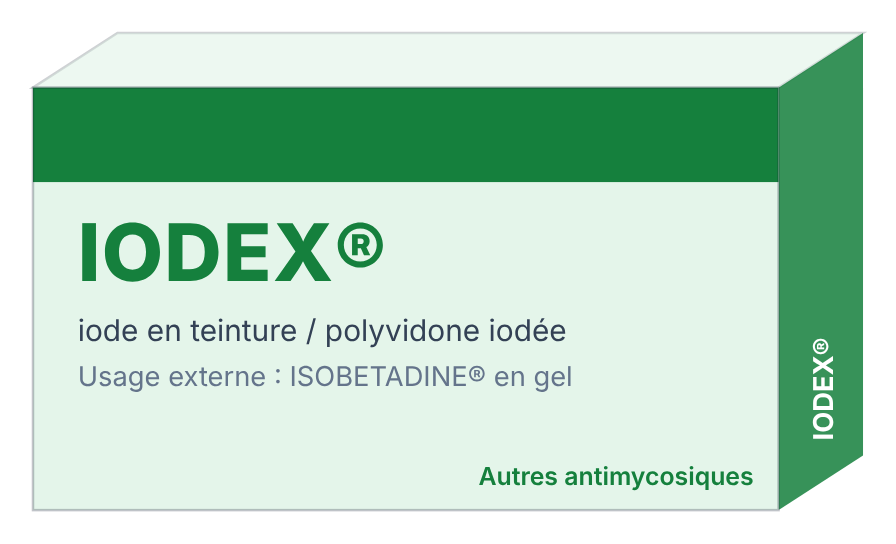 IODEX®
iode en teinture / polyvidone iodée
Usage externe : ISOBETADINE® en gel
Autres antimycosiques
IODEX®